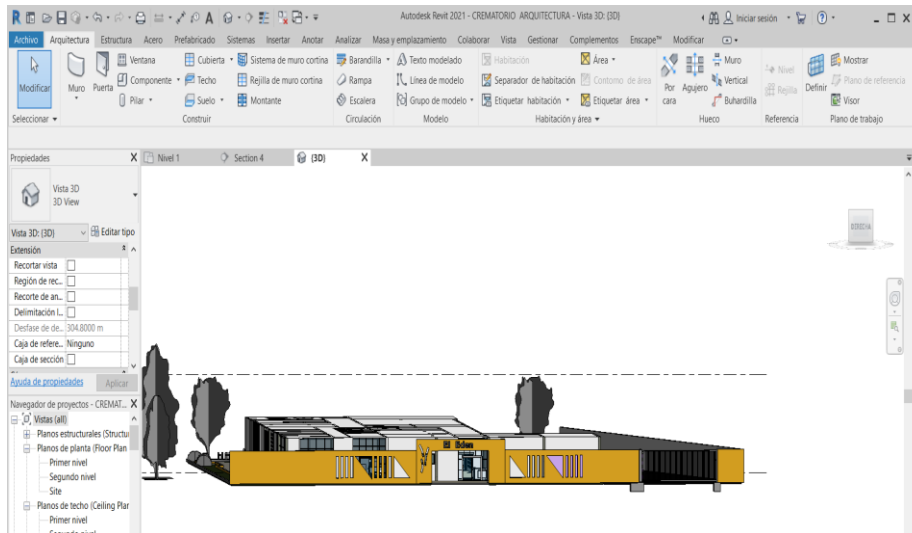 Autodesk Revit 2021 - CREMATORIO ARQUITECTURA - Vista 3D: {3D}
Iniciar sesión
Archivo Arquitectura Estructura Acero Prefabricado Sistemas Insertar Anotar Analizar Masa y emplazamiento Colaborar Vista Gestionar Complementos Enscape™ Modificar
Modificar
Muro
Puerta
Ventana
Componente
Pilar
Cubierta
Techo
Suelo
Sistema de muro cortina
Rejilla de muro cortina
Montante
Barandilla
Rampa
Escalera
Texto modelado
Línea de modelo
Grupo de modelo
Habitación
Separador de habitación
Etiquetar habitación
Área
Contorno de área
Etiquetar área
Por cara
Agujero
Muro
Vertical
Buhardilla
Nivel
Rejilla
Definir
Mostrar
Plano de referencia
Visor
Seleccionar Construir Circulación Modelo Habitación y área Hueco Referencia Plano de trabajo
Propiedades X
Nivel 1 Section 4 {3D} X
Vista 3D
3D View
Vista 3D: {3D} Editar tipo
Extensión
Recortar vista
Región de rec...
Recorte de an...
Delimitación l...
Desfase de de... 304.8000 m
Caja de refere... Ninguno
Caja de sección
Ayuda de propiedades Aplicar
Navegador de proyectos - CREMAT... X
Vistas (all)
Planos estructurales (Structu
Planos de planta (Floor Plan
Primer nivel
Segundo nivel
Site
Planos de techo (Ceiling Plar
Primer nivel
Segundo nivel
DERECHA
El Eden